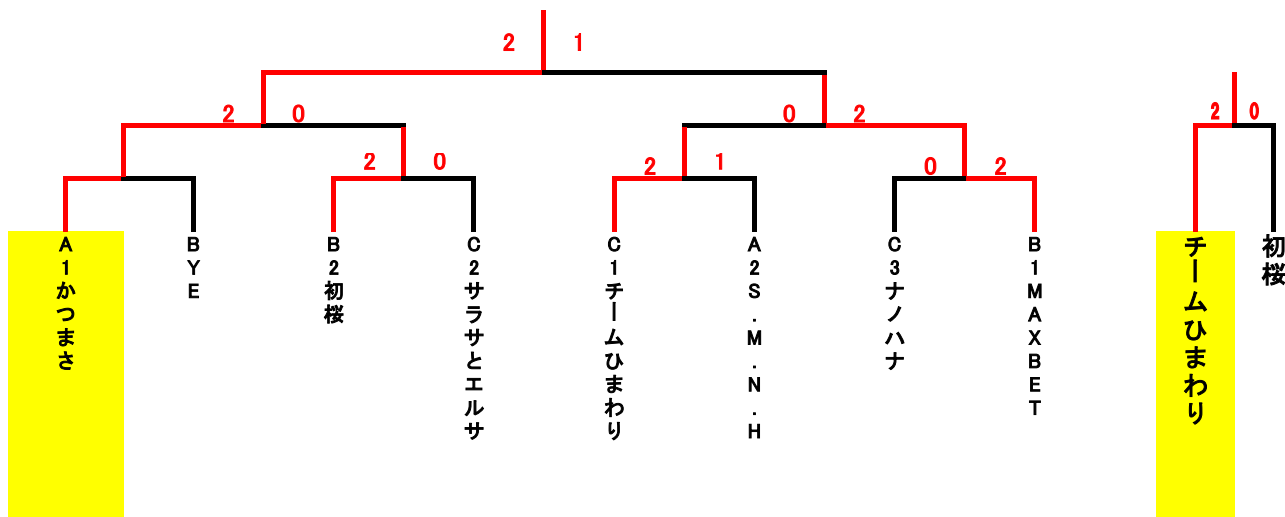 2 1
2 0
0 2
2 0
2 0
2 1
0 2
A1かつまさ
BYE
B2初桜
C2サラサとエルサ
C1チームひまわり
A2S.M.N.H
C3ナノハナ
B1MAXBET
チームひまわり
初桜